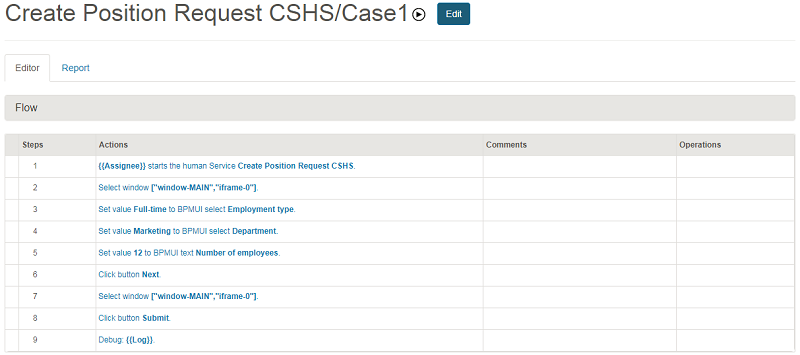 Create Position Request CSHS/Case1 Edit
Editor Report
Flow
Steps Actions Comments Operations
1 {{Assignee}} starts the human Service Create Position Request CSHS.
2 Select window ["window-MAIN","iframe-0"].
3 Set value Full-time to BPMUI select Employment type.
4 Set value Marketing to BPMUI select Department.
5 Set value 12 to BPMUI text Number of employees.
6 Click button Next.
7 Select window ["window-MAIN","iframe-0"].
8 Click button Submit.
9 Debug: {{Log}}.